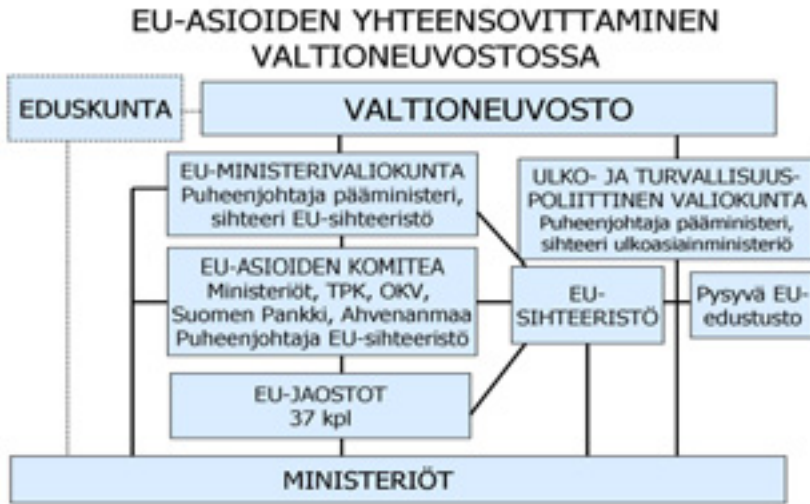 EU-ASIOIDEN YHTEENSOVITTAMINEN
VALTIONEUVOSTOSSA
EDUSKUNTA
VALTIONEUVOSTO
EU-MINISTERIVALIOKUNTA
Puheenjohtaja pääministeri,
sihteeri EU-sihteeristö
ULKO- JA TURVALLISUUS-
POLIITTINEN VALIOKUNTA
Puheenjohtaja pääministeri,
sihteeri ulkoasiainministeriö
EU-ASIOIDEN KOMITEA
Ministeriöt, TPK, OKV,
Suomen Pankki, Ahvenanmaa
Puheenjohtaja EU-sihteeristö
EU-
SIHTEERISTÖ
Pysyvä EU-
edustusto
EU-JAOSTOT
37 kpl
MINISTERIÖT